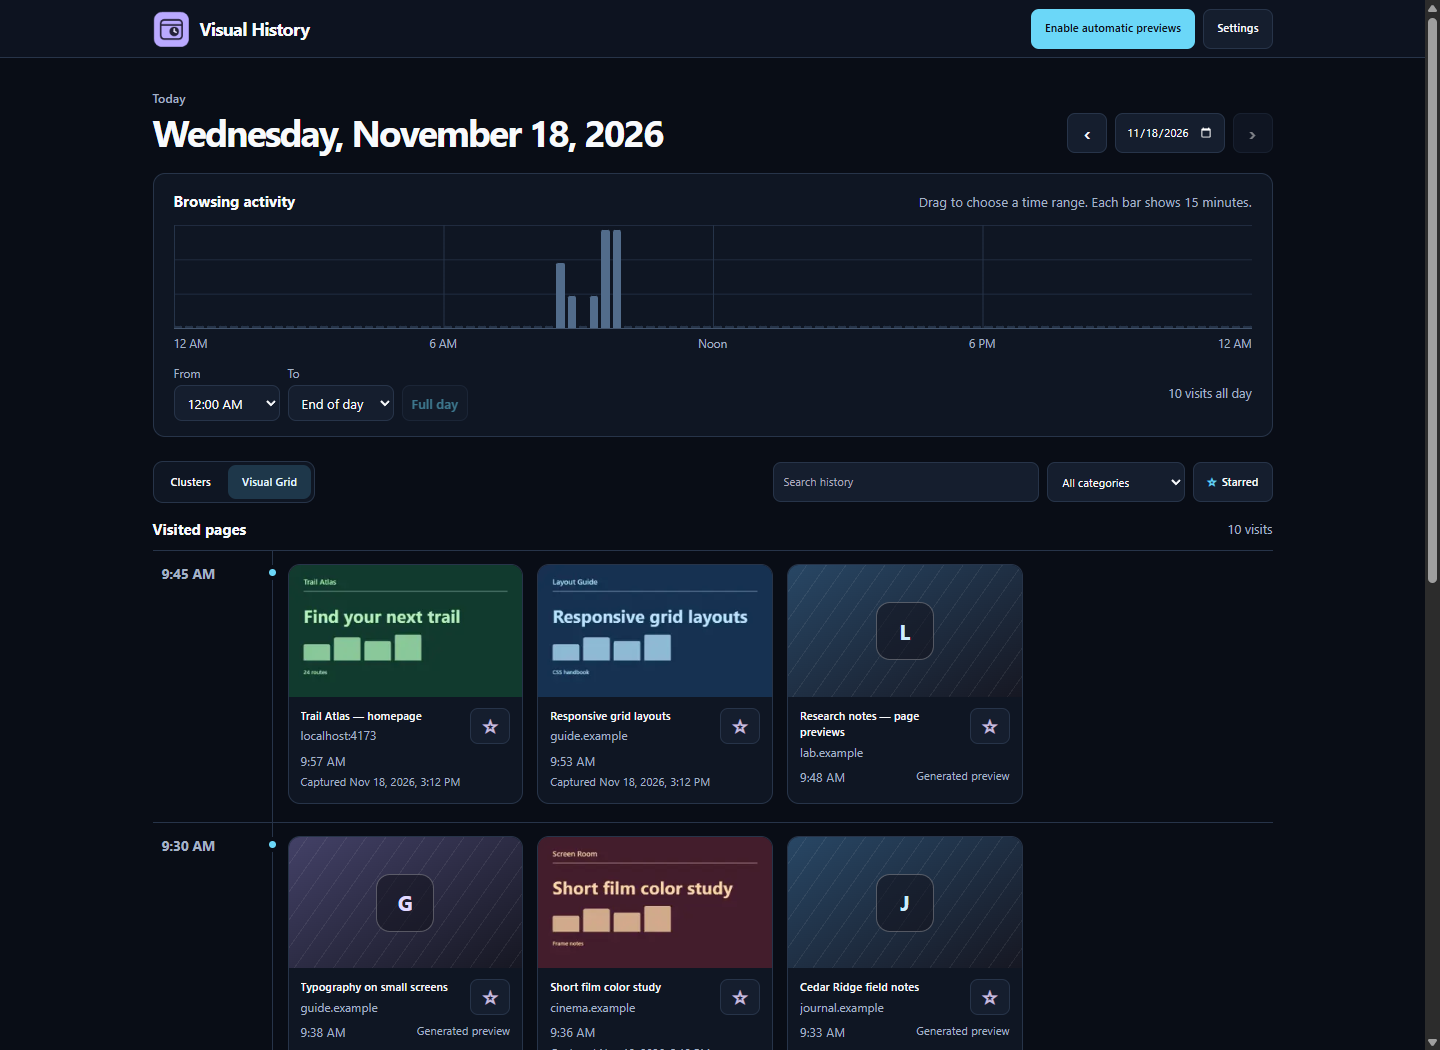 Visual History
Enable automatic previews
Settings
Today
Wednesday, November 18, 2026
11/18/2026
Browsing activity
Drag to choose a time range. Each bar shows 15 minutes.
12 AM
6 AM
Noon
6 PM
12 AM
From
To
12:00 AM
End of day
Full day
10 visits all day
Clusters
Visual Grid
Search history
All categories
☆ Starred
Visited pages
10 visits
9:45 AM
Trail Atlas
Find your next trail
24 routes
Trail Atlas — homepage
localhost:4173
9:57 AM
Captured Nov 18, 2026, 3:12 PM
Layout Guide
Responsive grid layouts
CSS handbook
Responsive grid layouts
guide.example
9:53 AM
Captured Nov 18, 2026, 3:12 PM
L
Research notes — page
previews
lab.example
9:48 AM
Generated preview
9:30 AM
G
Typography on small screens
guide.example
9:38 AM
Generated preview
Screen Room
Short film color study
Frame notes
Short film color study
cinema.example
9:36 AM
J
Cedar Ridge field notes
journal.example
9:33 AM
Generated preview